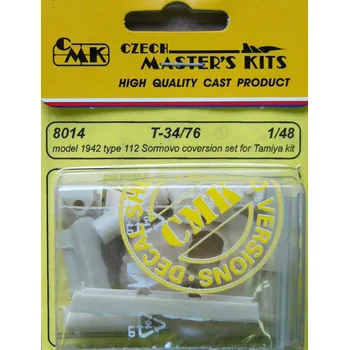 CMK
CZECH
MASTER'S KITS
HIGH QUALITY CAST PRODUCT
8014 T-34/76 1/48
model 1942 type 112 Sormovo coversion set for Tamiya kit
CMK
DECAL
VERSIONS